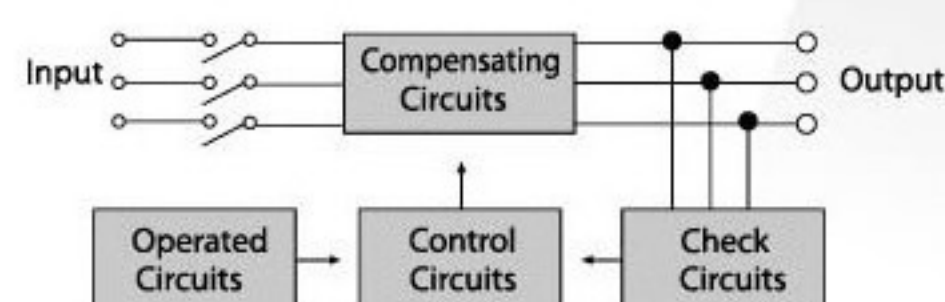 Input
Compensating
Circuits
Output
Operated
Circuits
Control
Circuits
Check
Circuits